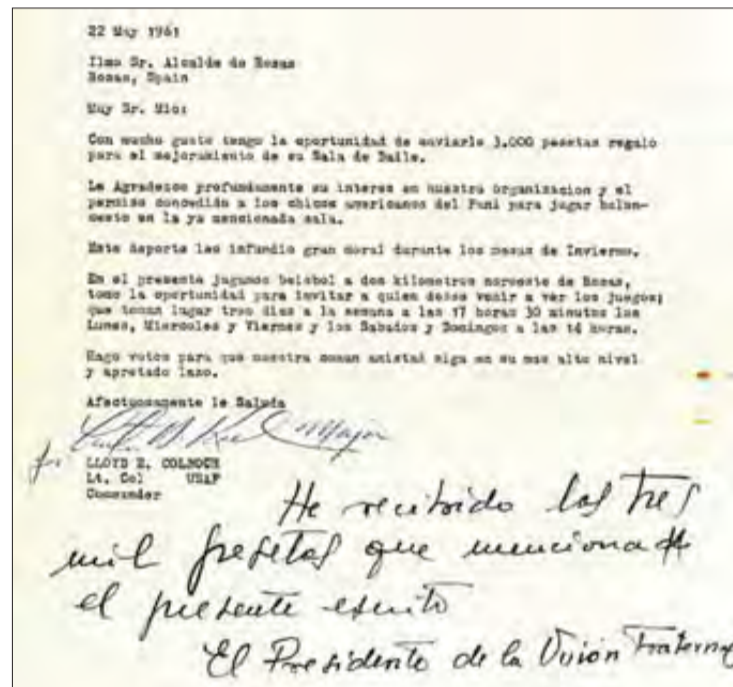 22 May 1961
Ilmo Sr. Alcalde de Rosas
Rosas, Spain
Muy Sr. Mio:
Con mucho gusto tengo la oportunidad de enviarle 3.000 pesetas regalo
para el mejoramiento de su Sala de Baile.
Le Agradezco profundamente su interes en nuestra organizacion y el
permiso concedido a los chicos americanos del Puni para jugar balon-
cesto en la ya mencionada sala.
Este deporte les infundio gran moral durante los meses de Invierno.
En el presente jugamos beisbol a dos kilometros noroeste de Rosas,
tomo la oportunidad para invitar a quien desee venir a ver los juegos;
que toman lugar tres dias a la semana a las 17 horas 30 minutos los
Lunes, Miercoles y Viernes y los Sabados y Domingos a las 14 horas.
Hago votos para que nuestra comun amistad siga en su mas alto nivel
y apretado lazo.
Afectuosamente le Saluda
for Major
LLOYD E.
Lt. Col USAF
Commander
He recibido las tres
mil pesetas que menciona
el presente escrito
El Presidente de la Unión Fraternal